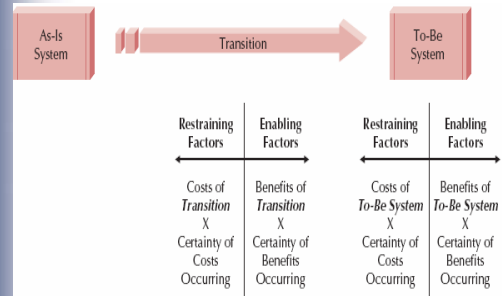 As-Is
System
Transition
To-Be
System
Restraining
Factors
Enabling
Factors
Restraining
Factors
Enabling
Factors
Costs of
Transition
X
Certainty of
Costs
Occurring
Benefits of
Transition
X
Certainty of
Benefits
Occurring
Costs of
To-Be System
X
Certainty of
Costs
Occurring
Benefits of
To-Be System
X
Certainty of
Benefits
Occurring